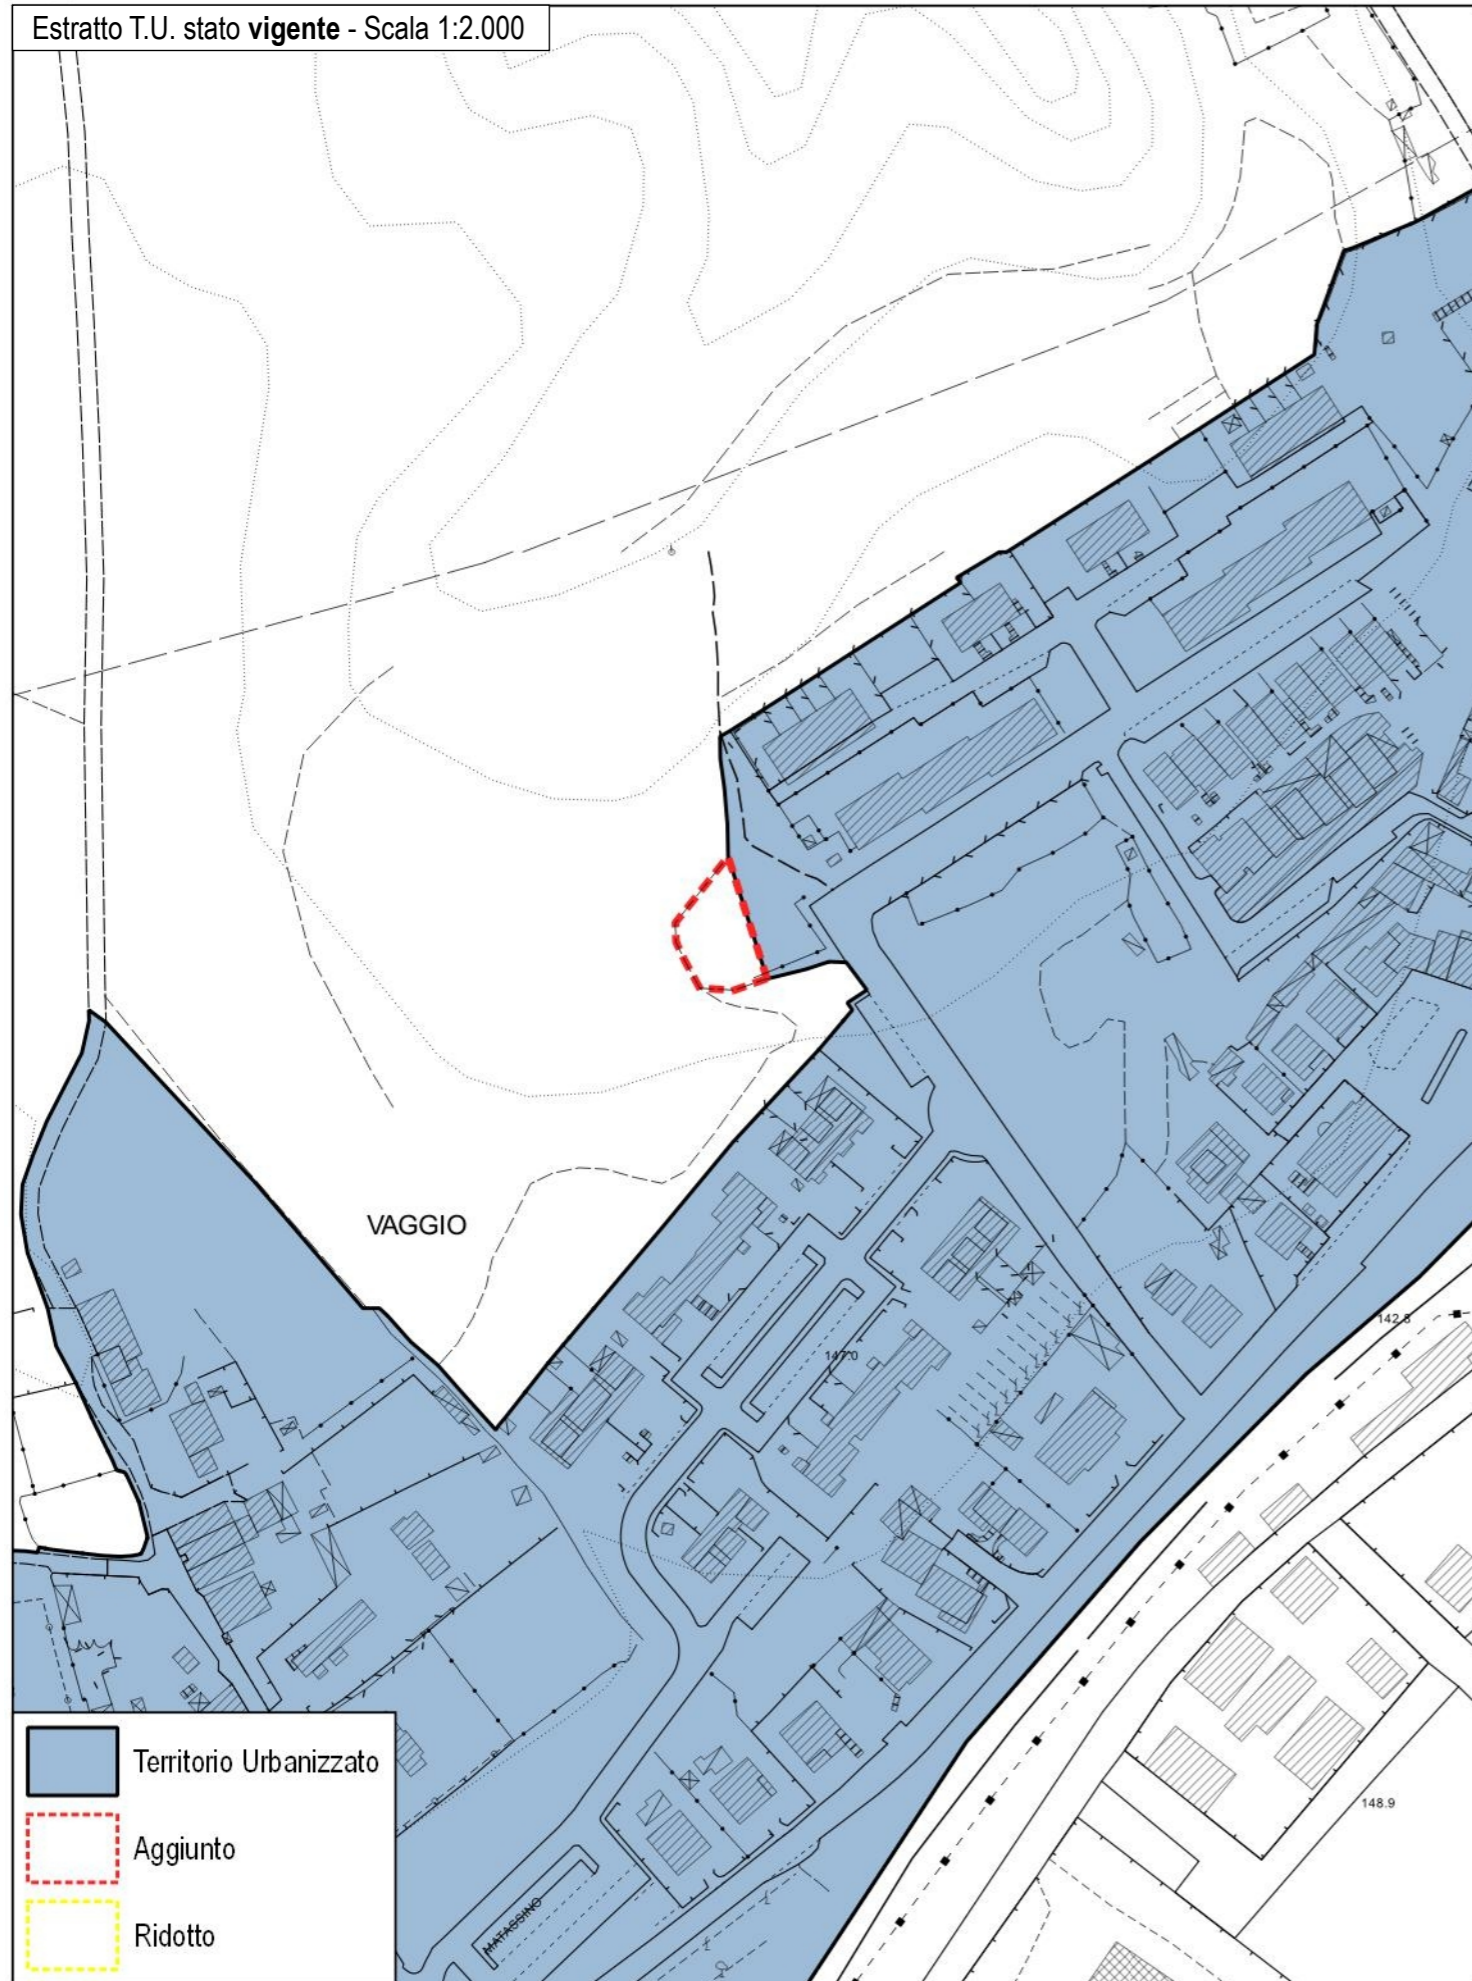 Estratto T.U. stato vigente - Scala 1:2.000
VAGGIO
142.8
147.0
148.9
MATASSINO
Territorio Urbanizzato
Aggiunto
Ridotto